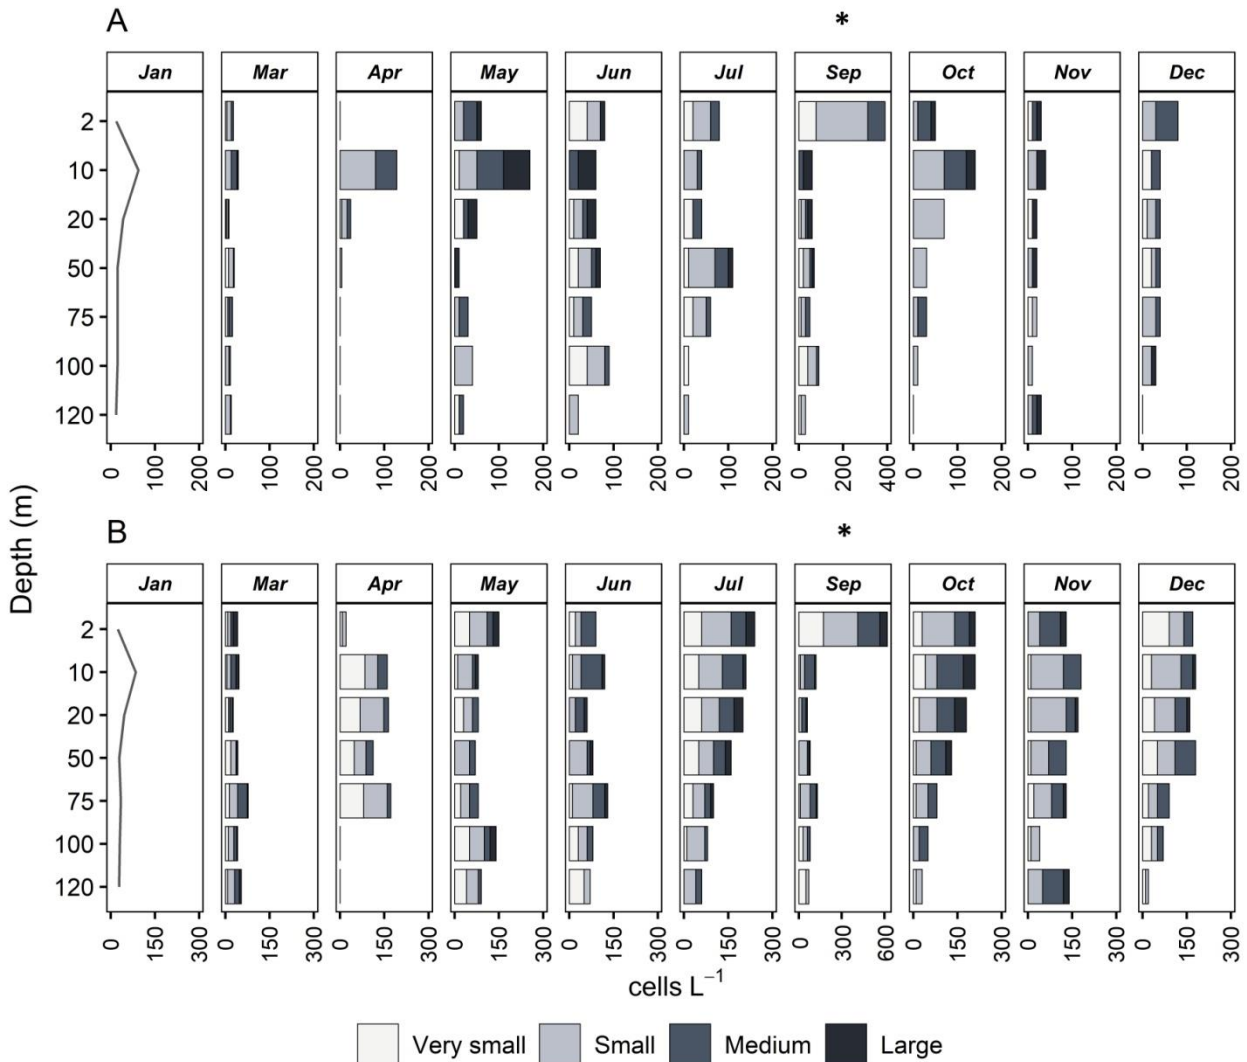 A *
Jan Mar Apr May Jun Jul Sep Oct Nov Dec
2
10
20
50
75
100
120
0 100 200 0 100 200 0 100 200 0 100 200 0 100 200 0 100 200 0 100 200 300 400 0 100 200 0 100 200 0 100 200
Depth (m)
B *
Jan Mar Apr May Jun Jul Sep Oct Nov Dec
2
10
20
50
75
100
120
0 150 300 0 150 300 0 150 300 0 150 300 0 150 300 0 150 300 0 300 600 0 150 300 0 150 300 0 150 300
cells L⁻¹
Very small Small Medium Large